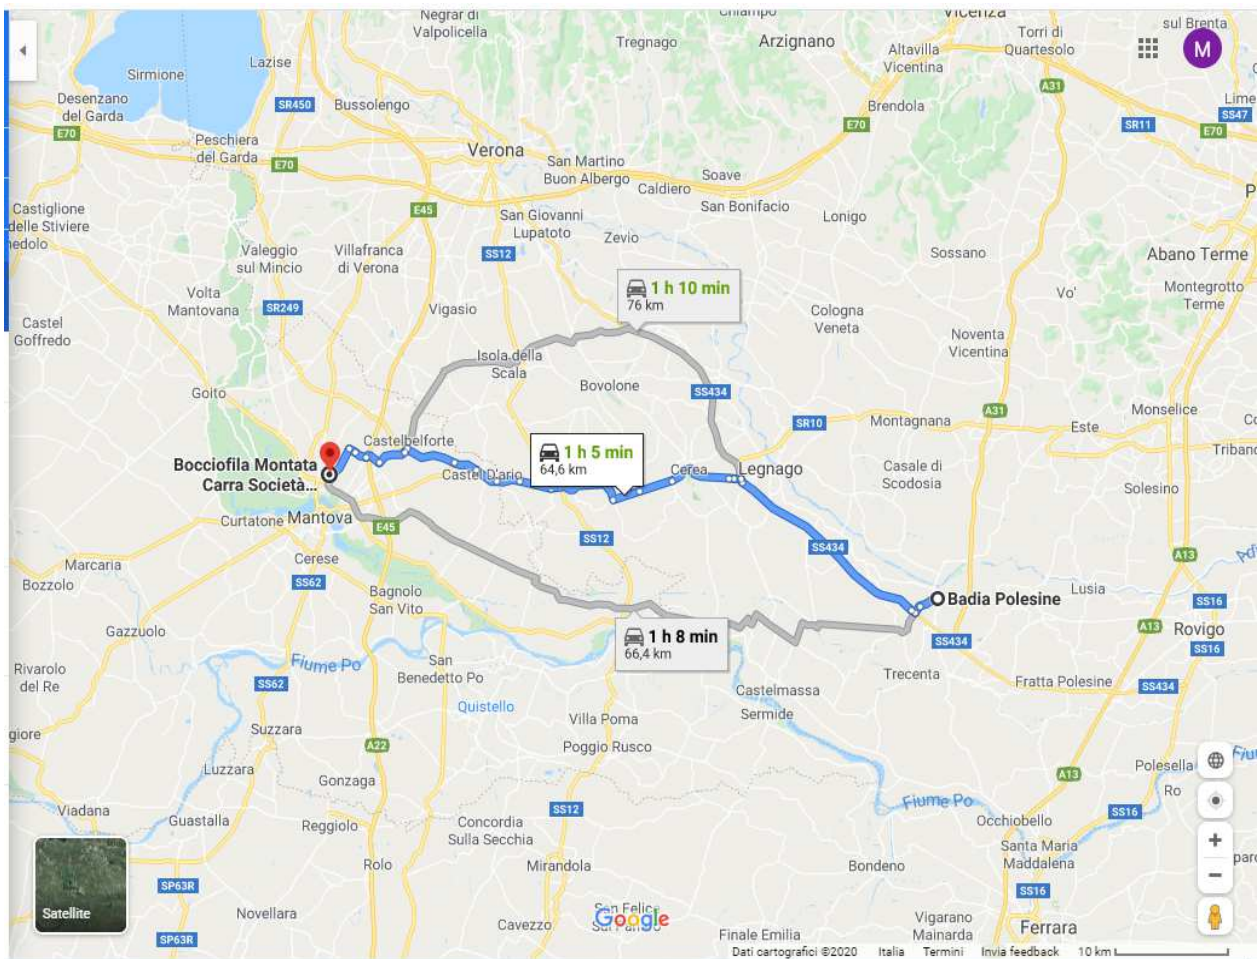 Negrar di
Valpolicella
Chiampo
Vicenza
sul Brenta
Tregnago
Arzignano
Altavilla
Vicentina
Torri di
Quartesolo
M
Lazise
Sirmione
Desenzano
del Garda
SR450
Bussolengo
A31
Brendola
Lime
SS47
E70
E70
SR11
E70
Peschiera
del Garda
E70
Verona
San Martino
Buon Albergo
Caldiero
Soave
San Bonifacio
Castiglione
delle Stiviere
nedolo
E45
San Giovanni
Lupatoto
Zevio
Lonigo
P
Valeggio
sul Mincio
Villafranca
di Verona
SS12
Sossano
Abano Terme
Volta
Mantovana
SR249
Vigasio
1 h 10 min
76 km
Cologna
Veneta
Vo'
Montegrotto
Terme
Castel
Goffredo
Noventa
Vicentina
Isola della
Scala
Bovolone
SS434
Goito
SR10
Montagnana
A31
Este
Monselice
Castelbelforte
1 h 5 min
64,6 km
Tribano
Bocciofila Montata
Carra Società...
Castel D'ario
Cerea
Legnago
Casale di
Scodosia
Solesino
Curtatone
Mantova
E45
SS12
SS434
A13
Marcaria
Cerese
SS62
Bozzolo
Bagnolo
San Vito
Badia Polesine
Lusia
SS16
Gazzuolo
1 h 8 min
66,4 km
SS434
A13
Rovigo
SS16
Rivarolo
del Re
Fiume Po
San
Benedetto Po
SS62
Trecenta
Fratta Polesine
SS434
Castelmassa
Quistello
Sermide
giore
Suzzara
Villa Poma
Poggio Rusco
A22
Luzzara
Gonzaga
A13
Polesella
Ro
Viadana
Guastalla
Reggiolo
SS12
Concordia
Sulla Secchia
Fiume Po
SS16
Occhiobello
Santa Maria
Maddalena
Rolo
Mirandola
Bondeno
SP63R
SS16
Satellite
Novellara
Cavezzo
San Felice
Google
Finale Emilia
Vigarano
Mainarda
Ferrara
SP63R
Dati cartografici ©2020 Italia Termini Invia feedback 10 km